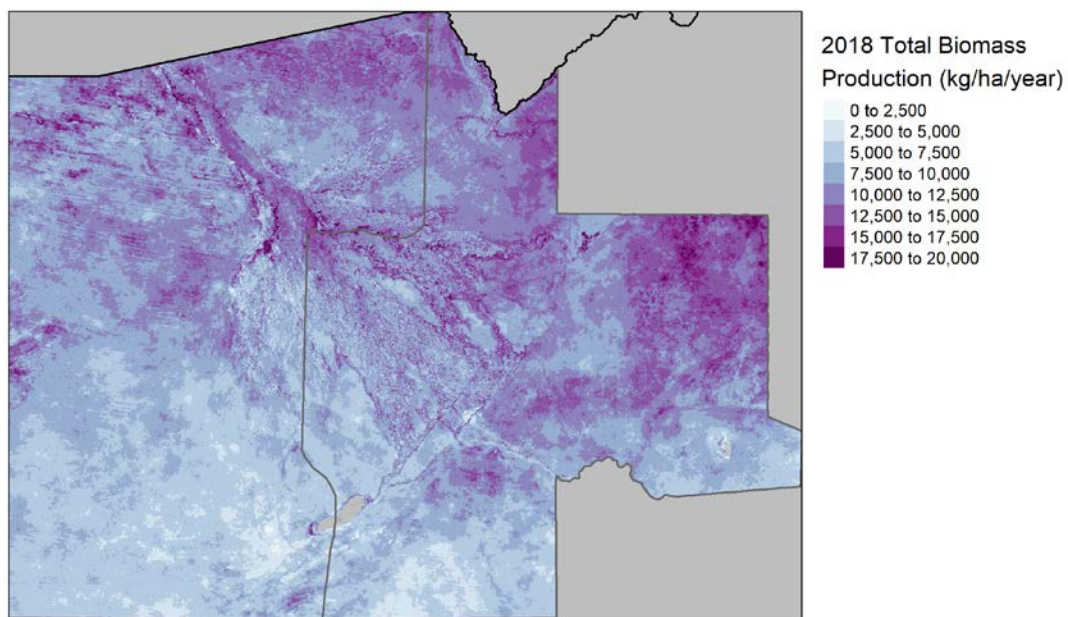 2018 Total Biomass
Production (kg/ha/year)
0 to 2,500
2,500 to 5,000
5,000 to 7,500
7,500 to 10,000
10,000 to 12,500
12,500 to 15,000
15,000 to 17,500
17,500 to 20,000